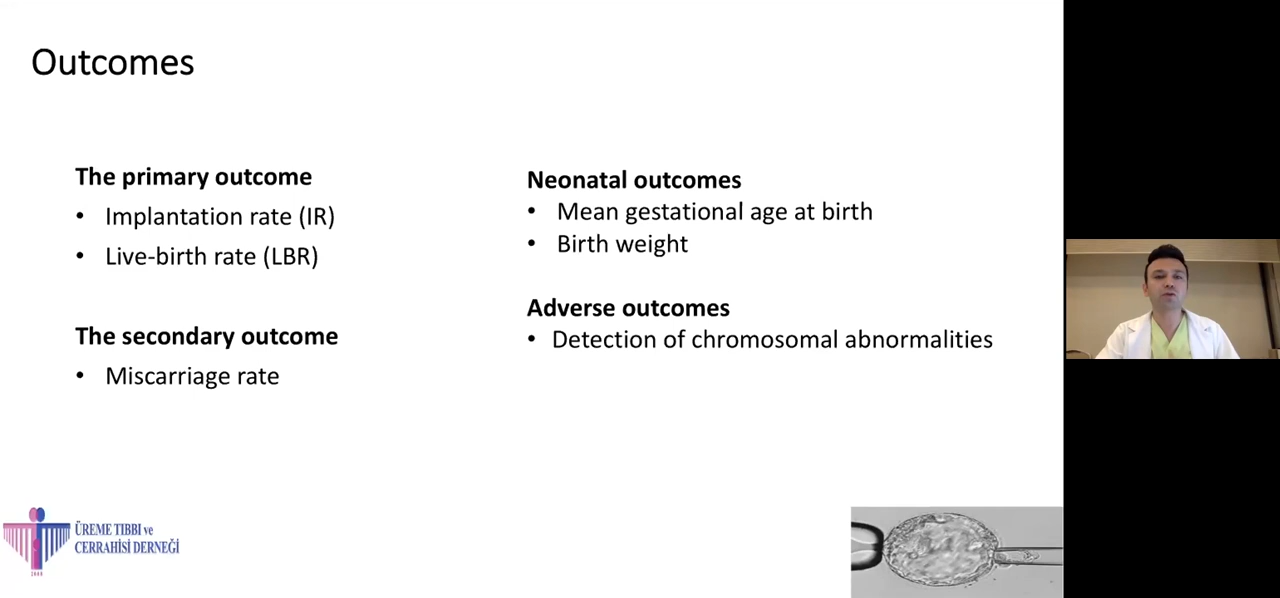 Outcomes
The primary outcome
• Implantation rate (IR)
• Live-birth rate (LBR)
The secondary outcome
• Miscarriage rate
Neonatal outcomes
• Mean gestational age at birth
• Birth weight
Adverse outcomes
• Detection of chromosomal abnormalities
ÜREME TIBBI ve
CERRAHİSİ DERNEĞİ